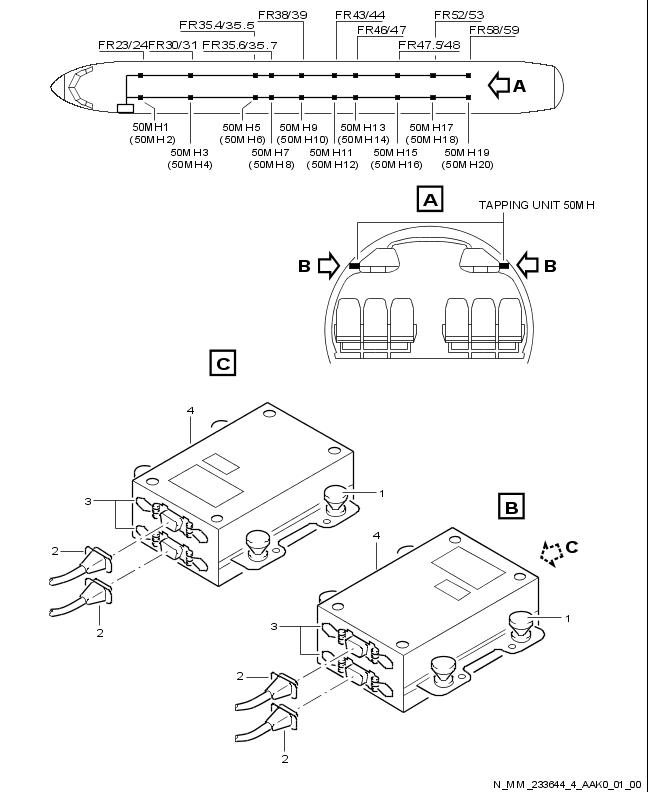 FR38/39 FR43/44 FR52/53
FR35.4/35.5 FR46/47 FR58/59
FR23/24 FR30/31 FR35.6/35.7 FR47.5/48
A
50MH1 50MH5 50MH9 50MH13 50MH17
(50MH2) (50MH6) (50MH10) (50MH14) (50MH18)
50MH3 50MH7 50MH11 50MH15 50MH19
(50MH4) (50MH8) (50MH12) (50MH16) (50MH20)
A
TAPPING UNIT 50MH
B B
C
4
1
3
2
2
B
C
4
1
3
2
2
N_MM_233644_4_AAK0_01_00